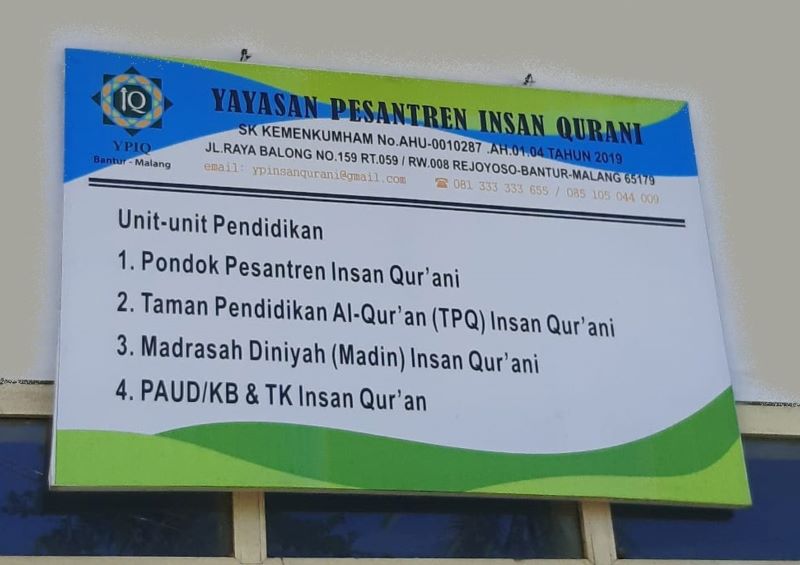 IQ
YPIQ
Bantur - Malang
YAYASAN PESANTREN INSAN QURANI
SK KEMENKUMHAM No.AHU-0010287 .AH.01.04 TAHUN 2019
JL.RAYA BALONG NO.159 RT.059 / RW.008 REJOYOSO-BANTUR-MALANG 65179
email: ypinsanqurani@gmail.com ☎ 081 333 333 655 / 085 105 044 009
Unit-unit Pendidikan
1. Pondok Pesantren Insan Qur'ani
2. Taman Pendidikan Al-Qur'an (TPQ) Insan Qur'ani
3. Madrasah Diniyah (Madin) Insan Qur'ani
4. PAUD/KB & TK Insan Qur'an